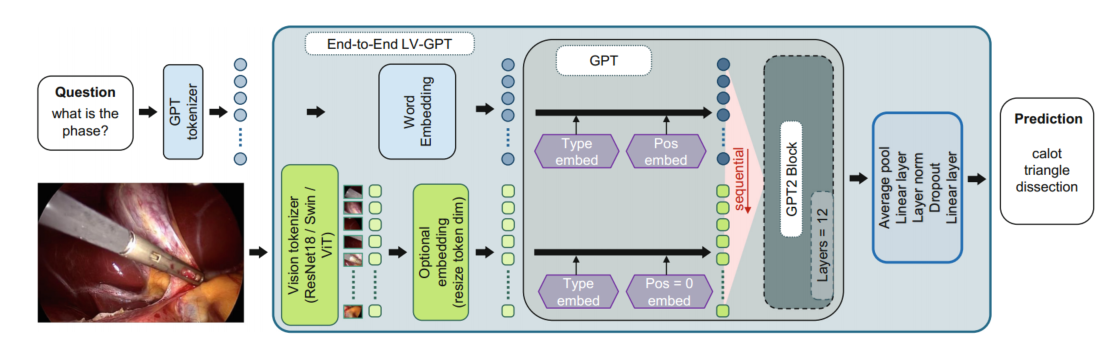 End-to-End LV-GPT
GPT
Question
what is the
phase?
GPT
tokenizer
Word
Embedding
Type
embed
Pos
embed
sequential
GPT2 Block
Layers = 12
Average pool
Linear layer
Layer norm
Dropout
Linear layer
Prediction
calot
triangle
dissection
Vision tokenizer
(ResNet18 / Swin /
ViT)
Optional
embedding
(resize token dim)
Type
embed
Pos = 0
embed